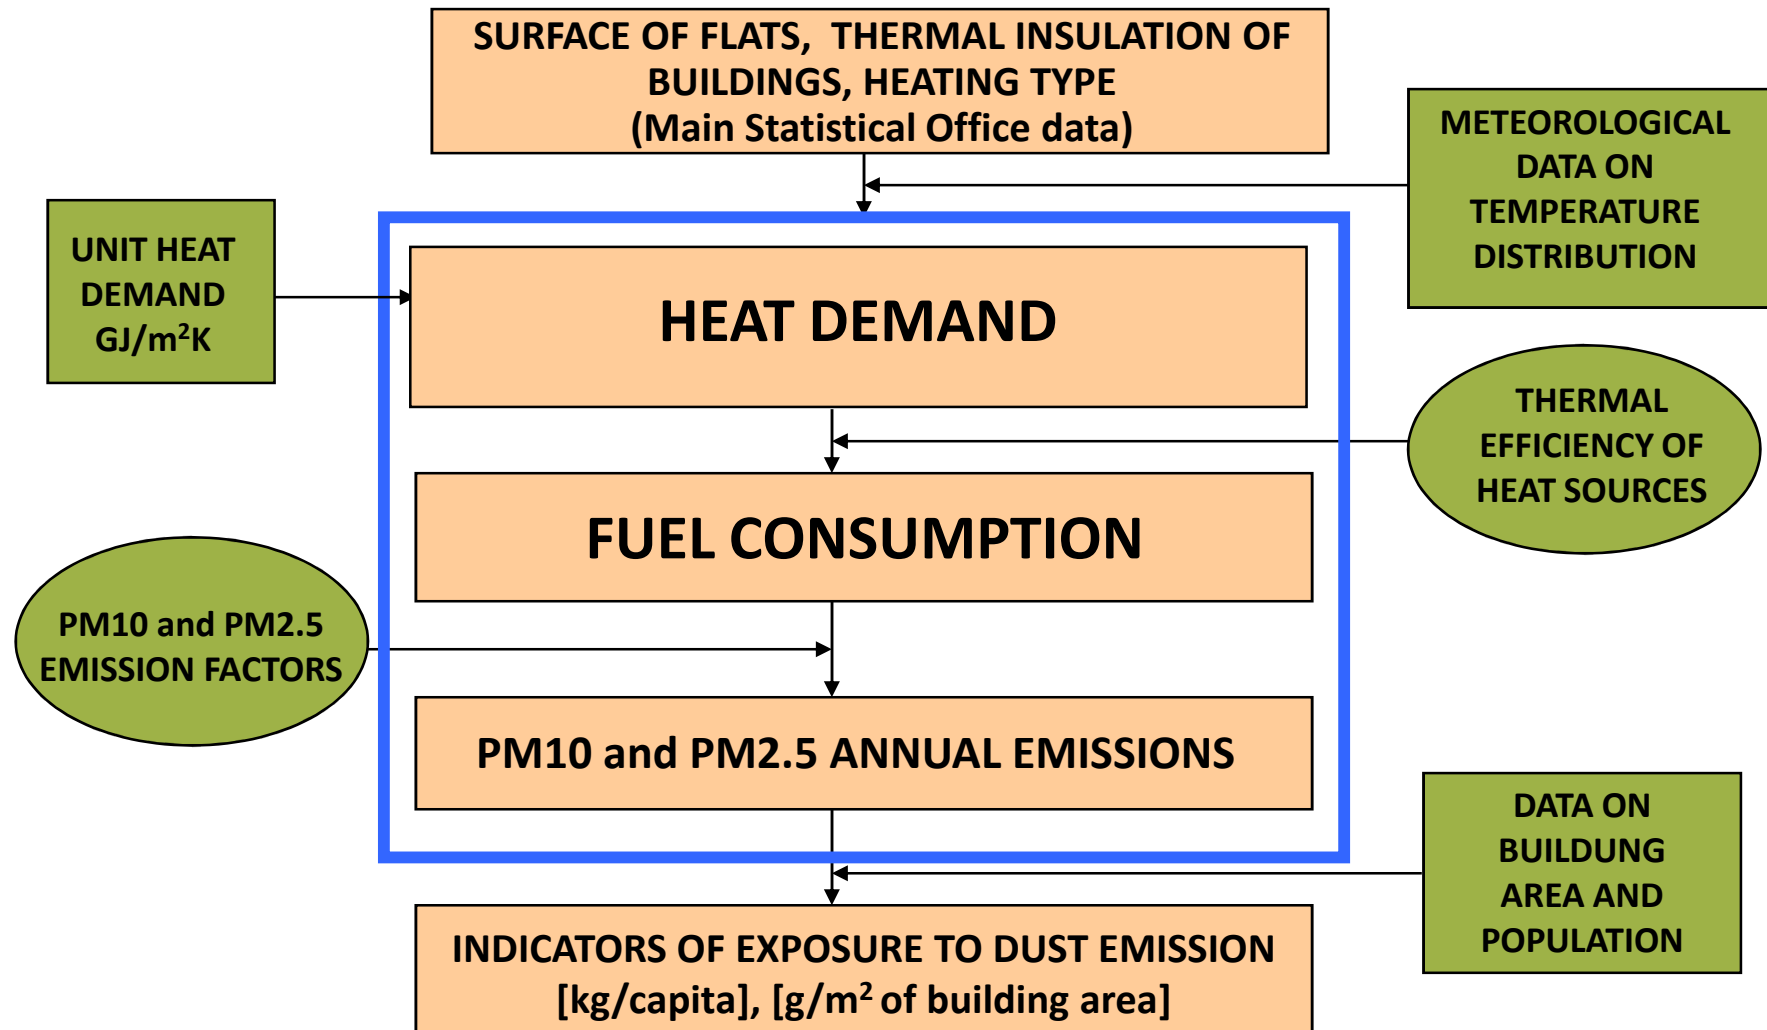 SURFACE OF FLATS,  THERMAL INSULATION OF
BUILDINGS, HEATING TYPE
(Main Statistical Office data)
METEOROLOGICAL
DATA ON
TEMPERATURE
DISTRIBUTION
UNIT HEAT
DEMAND
GJ/m²K
HEAT DEMAND
THERMAL
EFFICIENCY OF
HEAT SOURCES
FUEL CONSUMPTION
PM10 and PM2.5
EMISSION FACTORS
PM10 and PM2.5 ANNUAL EMISSIONS
DATA ON
BUILDUNG
AREA AND
POPULATION
INDICATORS OF EXPOSURE TO DUST EMISSION
[kg/capita], [g/m² of building area]